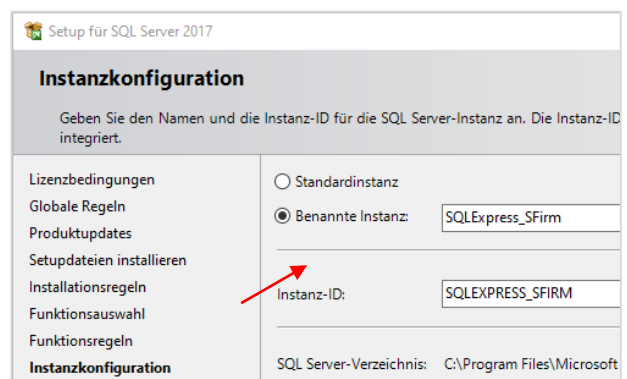 Setup für SQL Server 2017
Instanzkonfiguration
Geben Sie den Namen und die Instanz-ID für die SQL Server-Instanz an. Die Instanz-ID
integriert.
Lizenzbedingungen
Globale Regeln
Produktupdates
Setupdateien installieren
Installationsregeln
Funktionsauswahl
Funktionsregeln
Instanzkonfiguration
Standardinstanz
Benannte Instanz: SQLExpress_SFirm
Instanz-ID: SQLEXPRESS_SFIRM
SQL Server-Verzeichnis: C:\Program Files\Microsoft